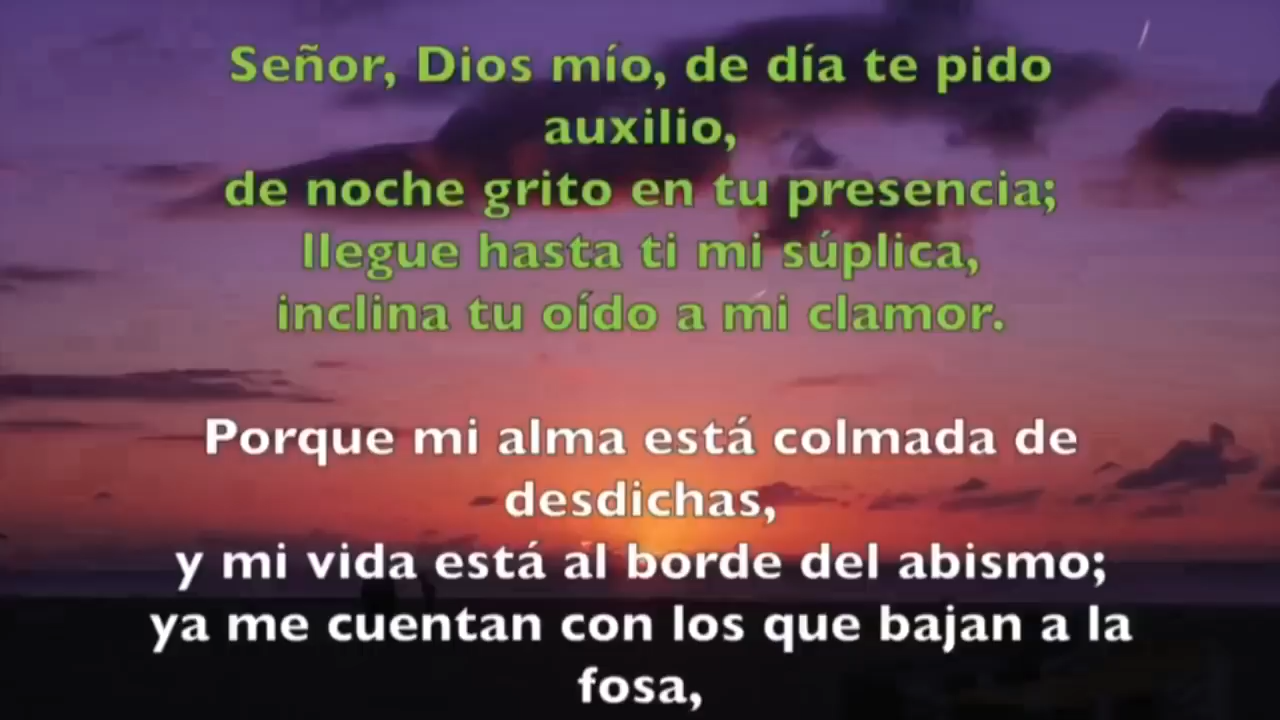 Señor, Dios mío, de día te pido
auxilio,
de noche grito en tu presencia;
llegue hasta ti mi súplica,
inclina tu oído a mi clamor.
Porque mi alma está colmada de
desdichas,
y mi vida está al borde del abismo;
ya me cuentan con los que bajan a la
fosa,